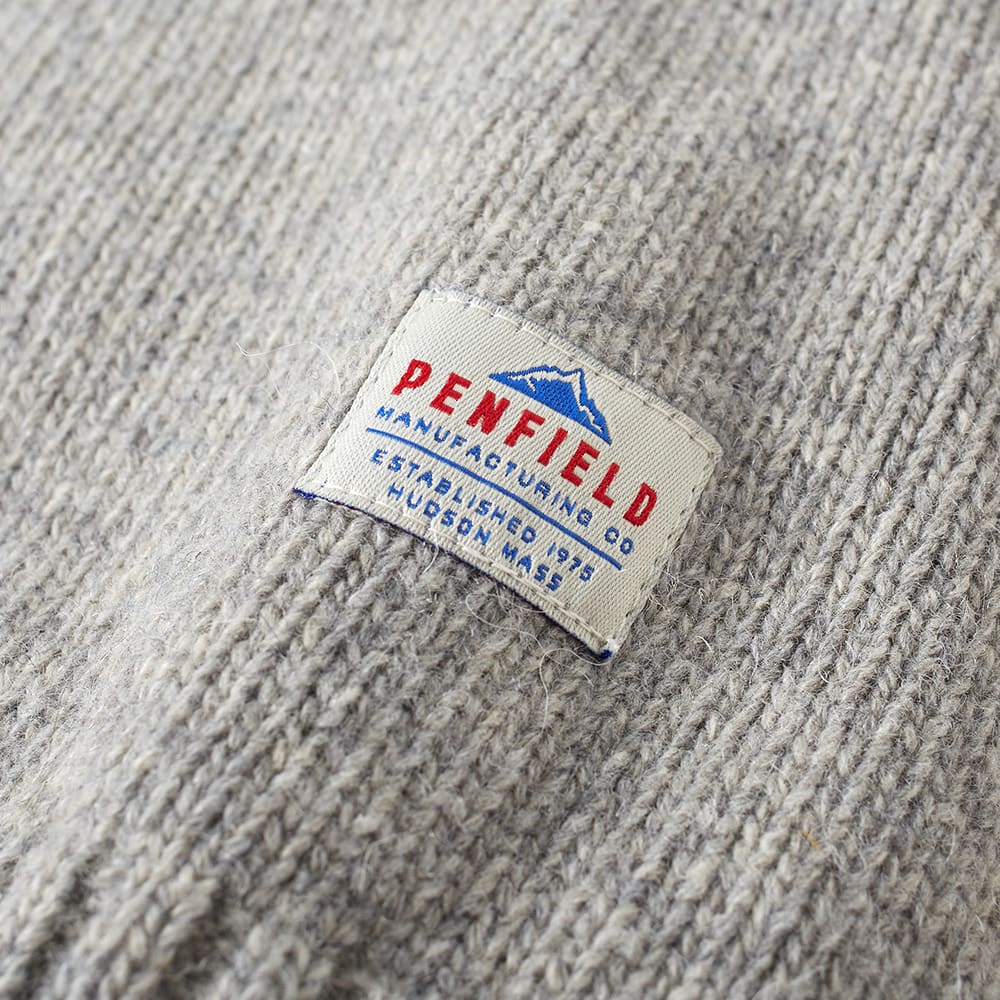 PENFIELD
MANUFACTURING CO
ESTABLISHED 1975
HUDSON MASS